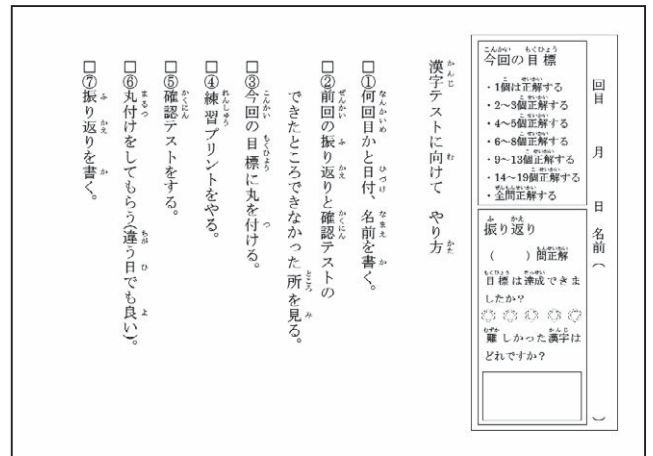 回目　月　日　名前（　）
今回の目標
・1個は正解する
・2～3個正解する
・4～5個正解する
・6～8個正解する
・9～13個正解する
・14～19個正解する
・全問正解する
振り返り
（　）問正解
目標は達成できま
したか？
難しかった漢字は
どれですか？
漢字テストに向けて　やり方
□①何回目かと日付、名前を書く。
□②前回の振り返りと確認テストの
できたところできなかった所を見る。
□③今回の目標に丸を付ける。
□④練習プリントをやる。
□⑤確認テストをする。
□⑥丸付けをしてもらう（違う日でも良い）。
□⑦振り返りを書く。